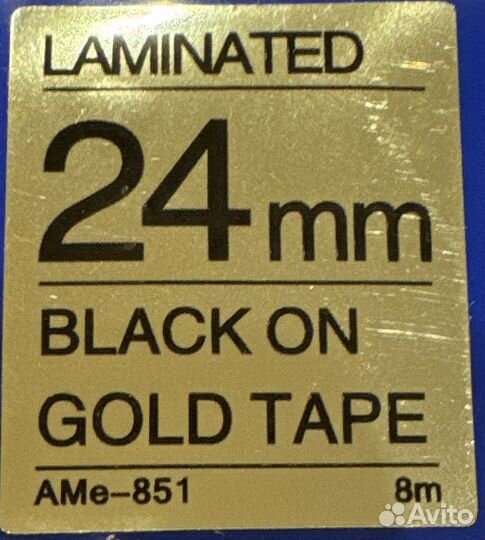 LAMINATED
24mm
BLACK ON
GOLD TAPE
AMe-851 8m
Avito